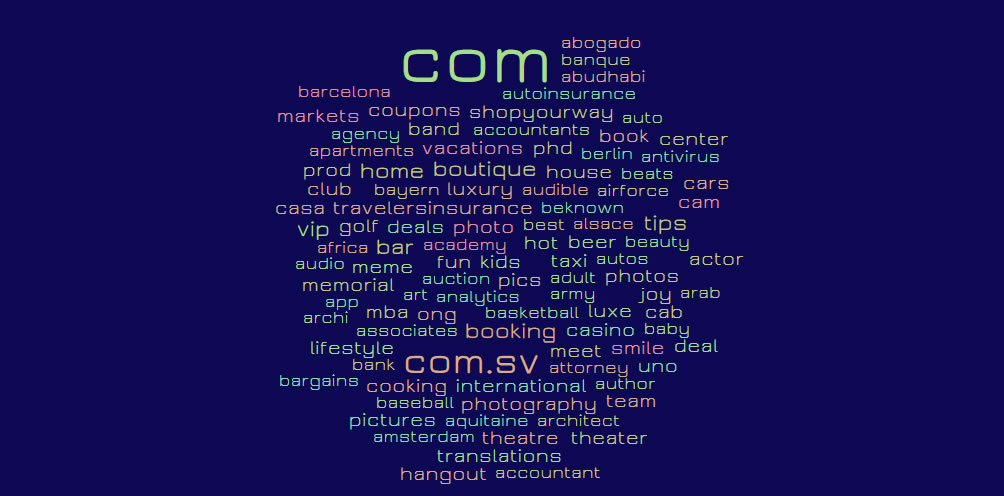 com abogado
banque
abudhabi
barcelona autoinsurance
markets coupons shopyourway auto
agency band accountants book center
apartments vacations phd berlin antivirus
prod home boutique house beats
club bayern luxury audible airforce cars
casa travelersinsurance beknown cam
vip golf deals photo best alsace tips
africa bar academy hot beer beauty
audio meme fun kids taxi autos actor
memorial auction pics adult photos
app art analytics army joy arab
archi mba ong basketball luxe cab
associates booking casino baby
lifestyle com.sv meet smile deal
bank attorney uno
bargains cooking international author
baseball photography team
pictures aquitaine architect
amsterdam theatre theater
translations
hangout accountant